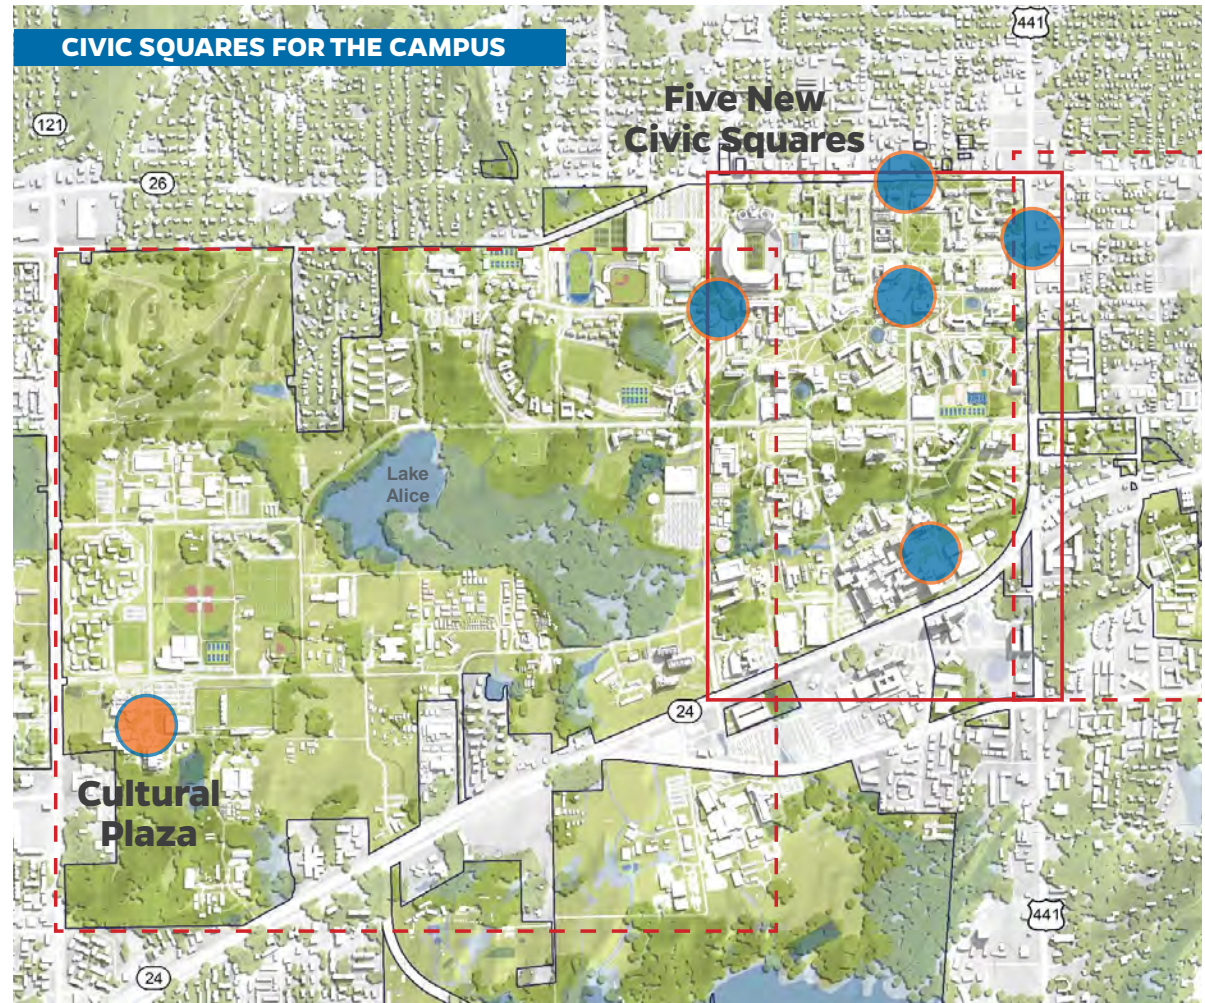 CIVIC SQUARES FOR THE CAMPUS
441
Five New
Civic Squares
121
26
Lake
Alice
24
Cultural
Plaza
441
24